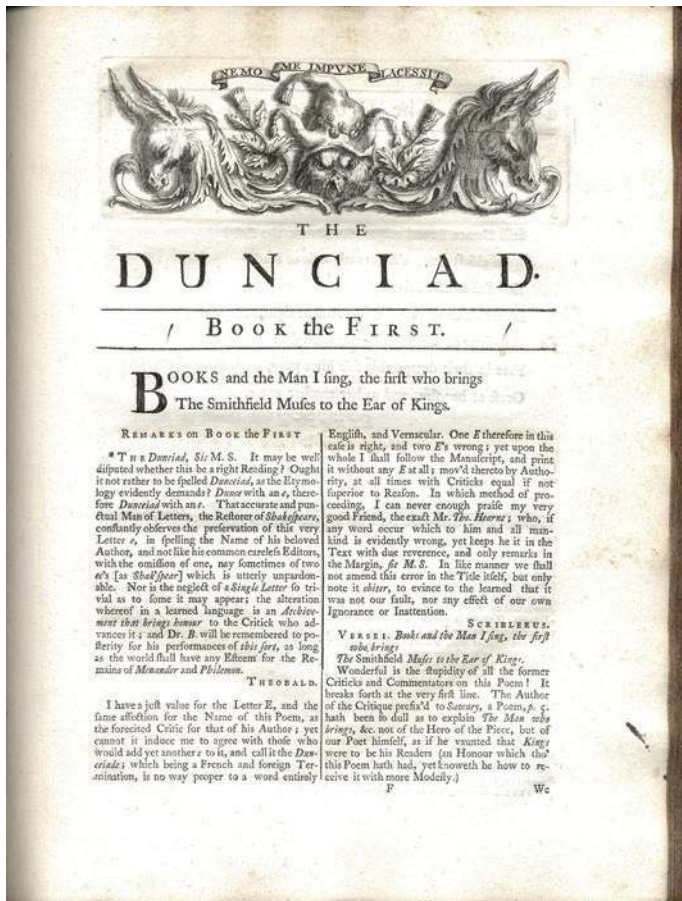 NEMO ME IMPVNE LACESSIT
THE
DUNCIAD.
BOOK the FIRST.
BOOKS and the Man I ſing, the firſt who brings
The Smithfield Muſes to the Ear of Kings.
REMARKS on BOOK the FIRST
* THE Dunciad, Sic M. S. It may be well
diſputed whether this be a right Reading? Ought
it not rather to be ſpelled Dunceiad, as the Etymo-
logy evidently demands? Dunce with an e, there-
fore Dunceiad with an e. That accurate and punc-
tual Man of Letters, the Reſtorer of Shakeſpeare,
conſtantly obſerves the preſervation of this very
Letter e, in ſpelling the Name of his beloved
Author, and not like his common careleſs Editors,
with the omiſſion of one, nay ſometimes of two
ee's [as Shakſpear] which is utterly unpardon-
able. Nor is the neglect of a Single Letter ſo tri-
vial as to ſome it may appear; the alteration
whereof in a learned language is an Atchieve-
ment that brings honour to the Critick who ad-
vances it; and Dr. B. will be remembered to po-
ſterity for his performances of this ſort, as long
as the world ſhall have any Eſteem for the Re-
mains of Menander and Philemon.
THEOBALD.
I have a juſt value for the Letter E, and the
ſame affection for the Name of this Poem, as
the forecited Critic for that of his Author; yet
cannot it induce me to agree with thoſe who
would add yet another e to it, and call it the Dun-
ceiade; which being a French and foreign Ter-
mination, is no way proper to a word entirely
Engliſh, and Vernacular. One E therefore in this
caſe is right, and two E's wrong; yet upon the
whole I ſhall follow the Manuſcript, and print
it without any E at all; mov'd thereto by Autho-
rity, at all times with Criticks equal if not
ſuperior to Reaſon. In which method of pro-
ceeding, I can never enough praiſe my very
good Friend, the exact Mr. Tho. Hearne; who, if
any word occur which to him and all man-
kind is evidently wrong, yet keeps he it in the
Text with due reverence, and only remarks in
the Margin, ſic M. S. In like manner we ſhall
not amend this error in the Title itſelf, but only
note it obiter, to evince to the learned that it
was not our fault, nor any effect of our own
Ignorance or Inattention.
SCRIBLERUS.
VERSE 1. Books and the Man I ſing, the firſt
who brings
The Smithfield Muſes to the Ear of Kings.
Wonderful is the ſtupidity of all the former
Criticks and Commentators on this Poem! It
breaks forth at the very firſt line. The Author
of the Critique prefix'd to Sawney, a Poem, p. 5.
hath been ſo dull as to explain The Man who
brings, &c. not of the Hero of the Piece, but of
our Poet himſelf, as if he vaunted that Kings
were to be his Readers (an Honour which tho'
this Poem hath had, yet knoweth he how to re-
ceive it with more Modeſty.)
F
We